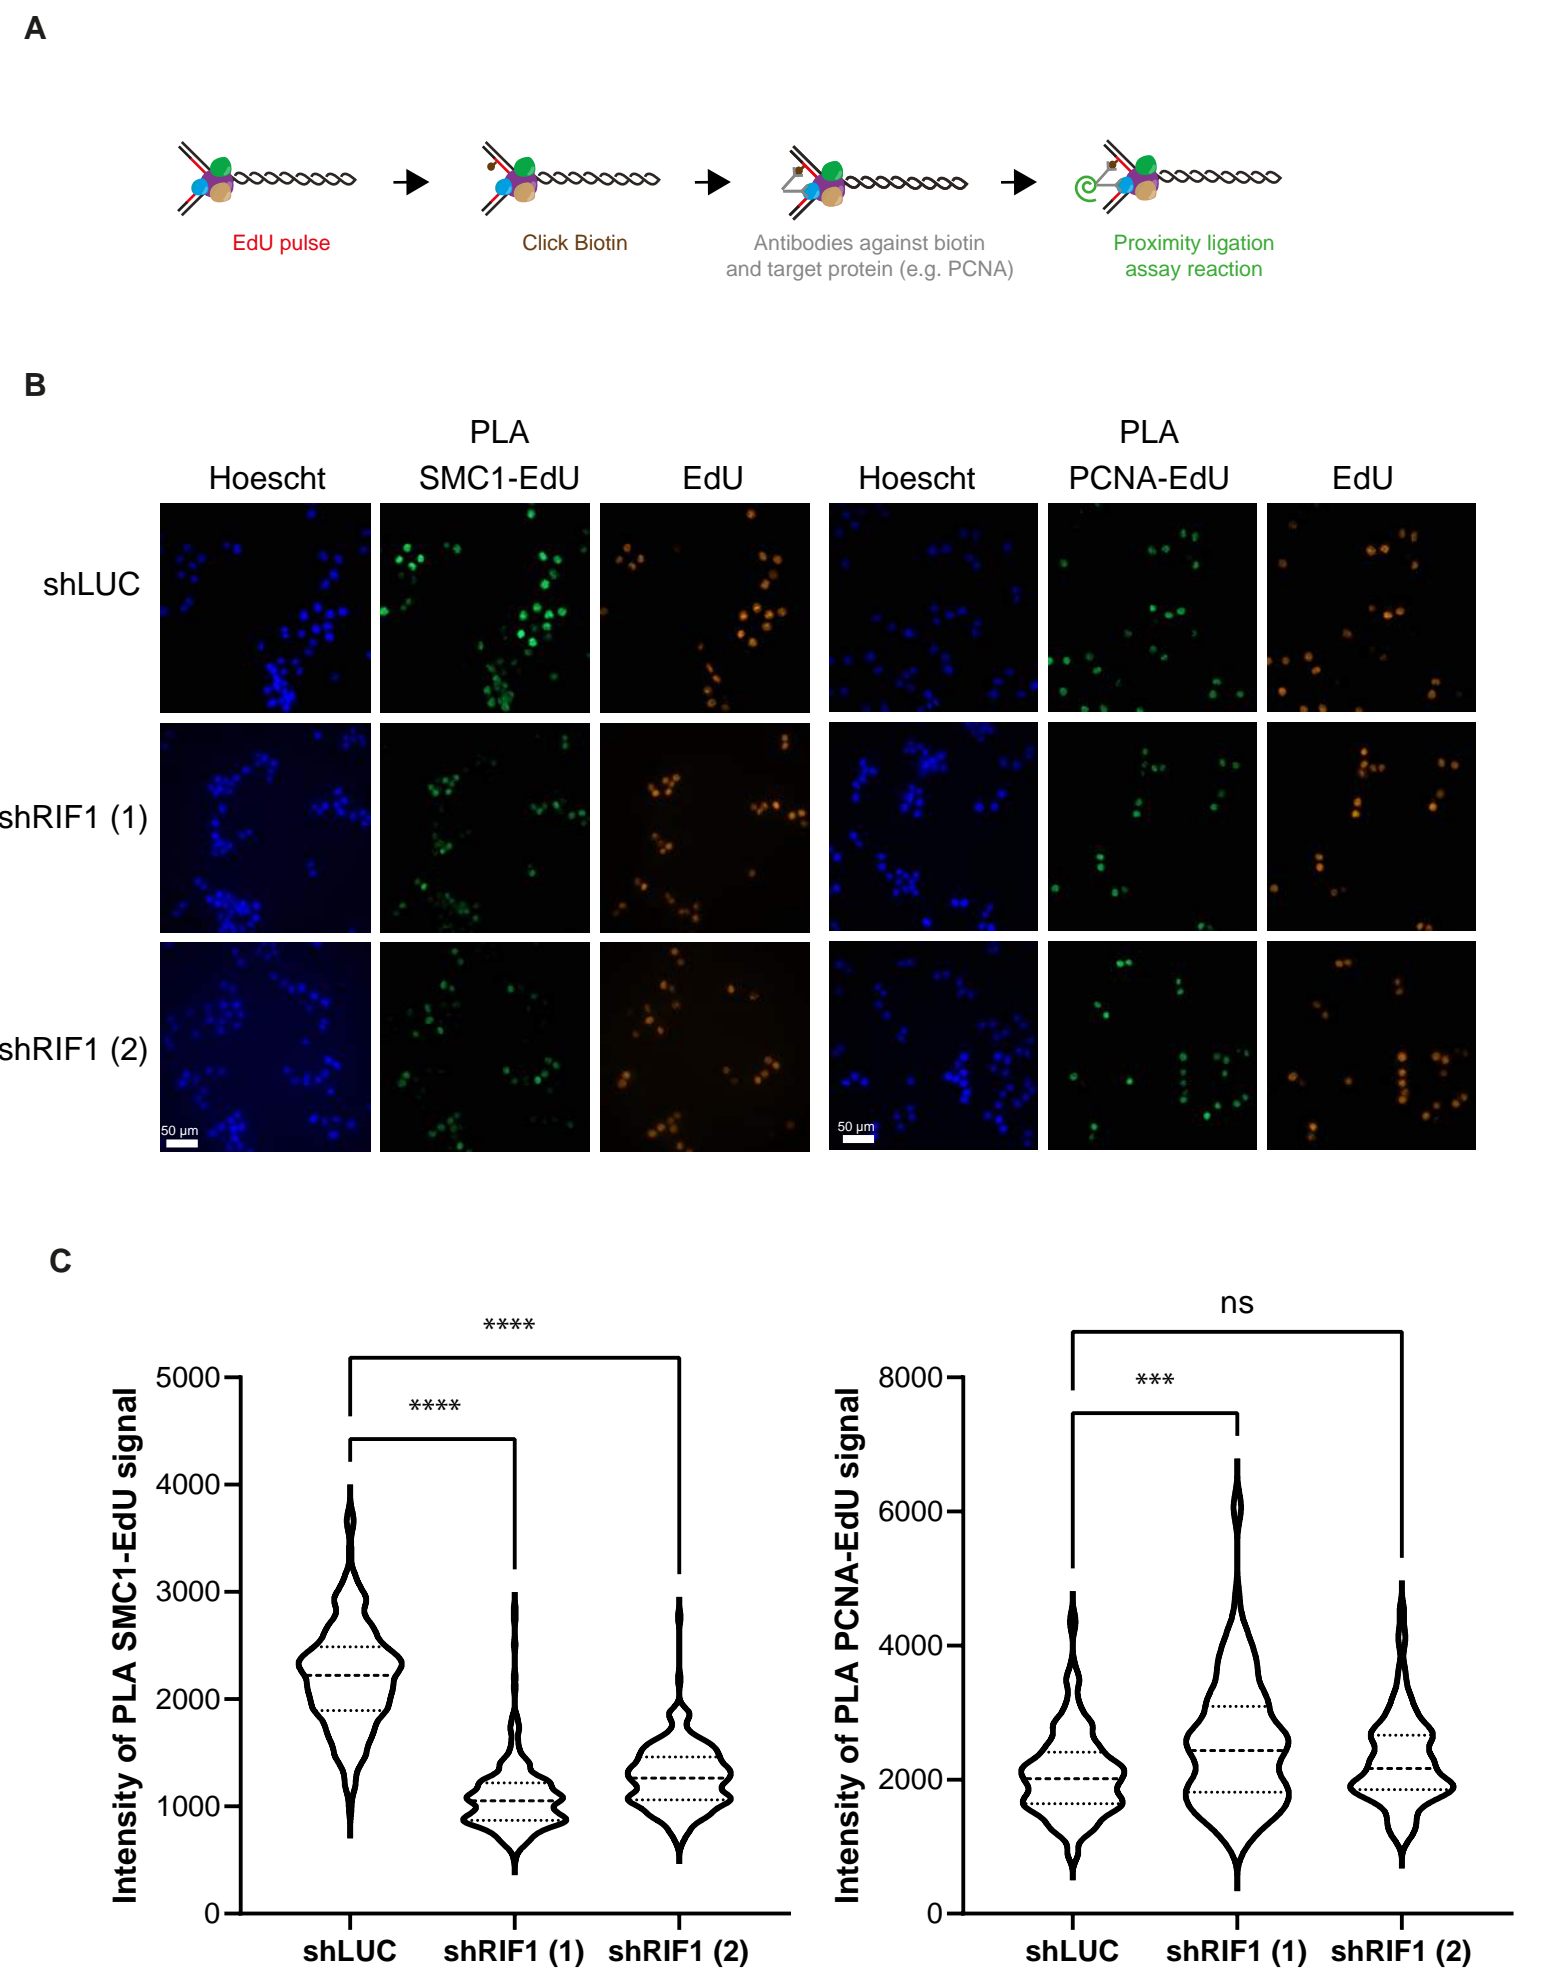 A
EdU pulse
Click Biotin
Antibodies against biotin
and target protein (e.g. PCNA)
Proximity ligation
assay reaction
B
PLA
PLA
Hoescht
SMC1-EdU
EdU
Hoescht
PCNA-EdU
EdU
shLUC
shRIF1 (1)
shRIF1 (2)
50 µm
50 µm
C
Intensity of PLA SMC1-EdU signal
5000
4000
3000
2000
1000
0
****
****
shLUC
shRIF1 (1)
shRIF1 (2)
Intensity of PLA PCNA-EdU signal
8000
6000
4000
2000
0
ns
***
shLUC
shRIF1 (1)
shRIF1 (2)